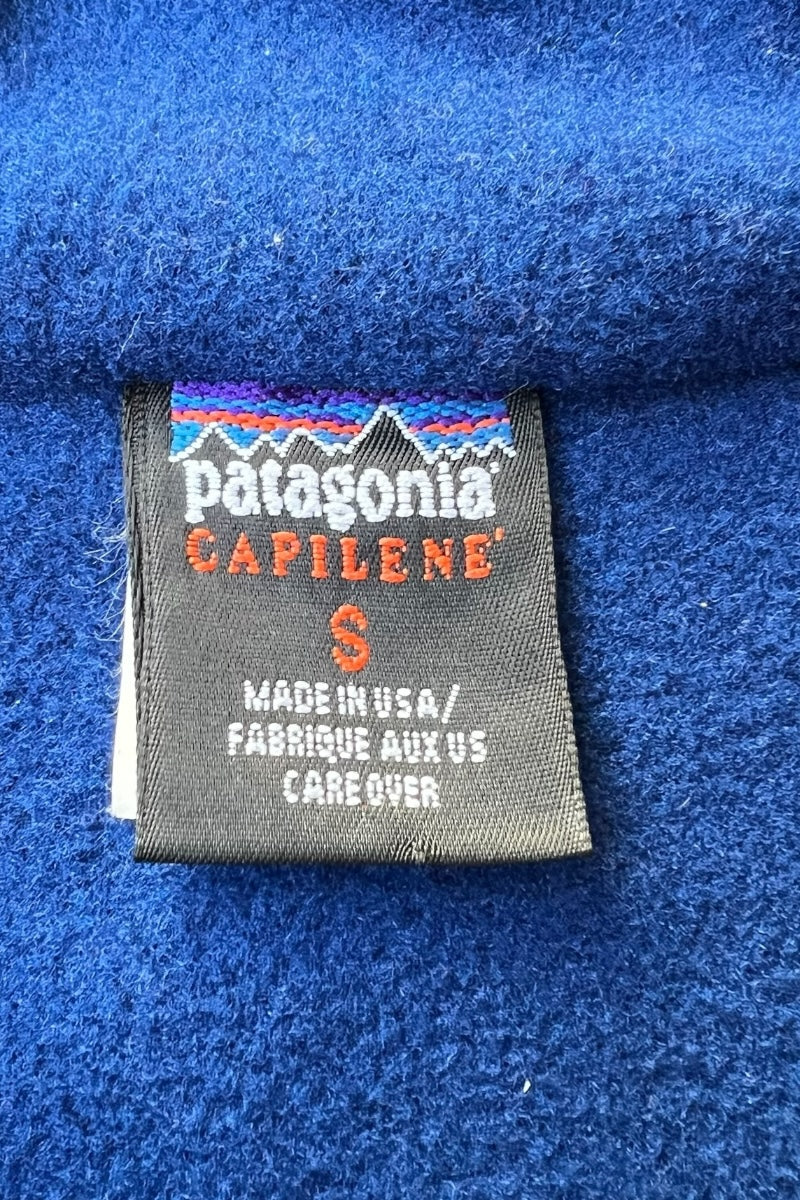 patagonia
CAPILENE
S
MADE IN USA/
FABRIQUE AUX US
CARE OVER